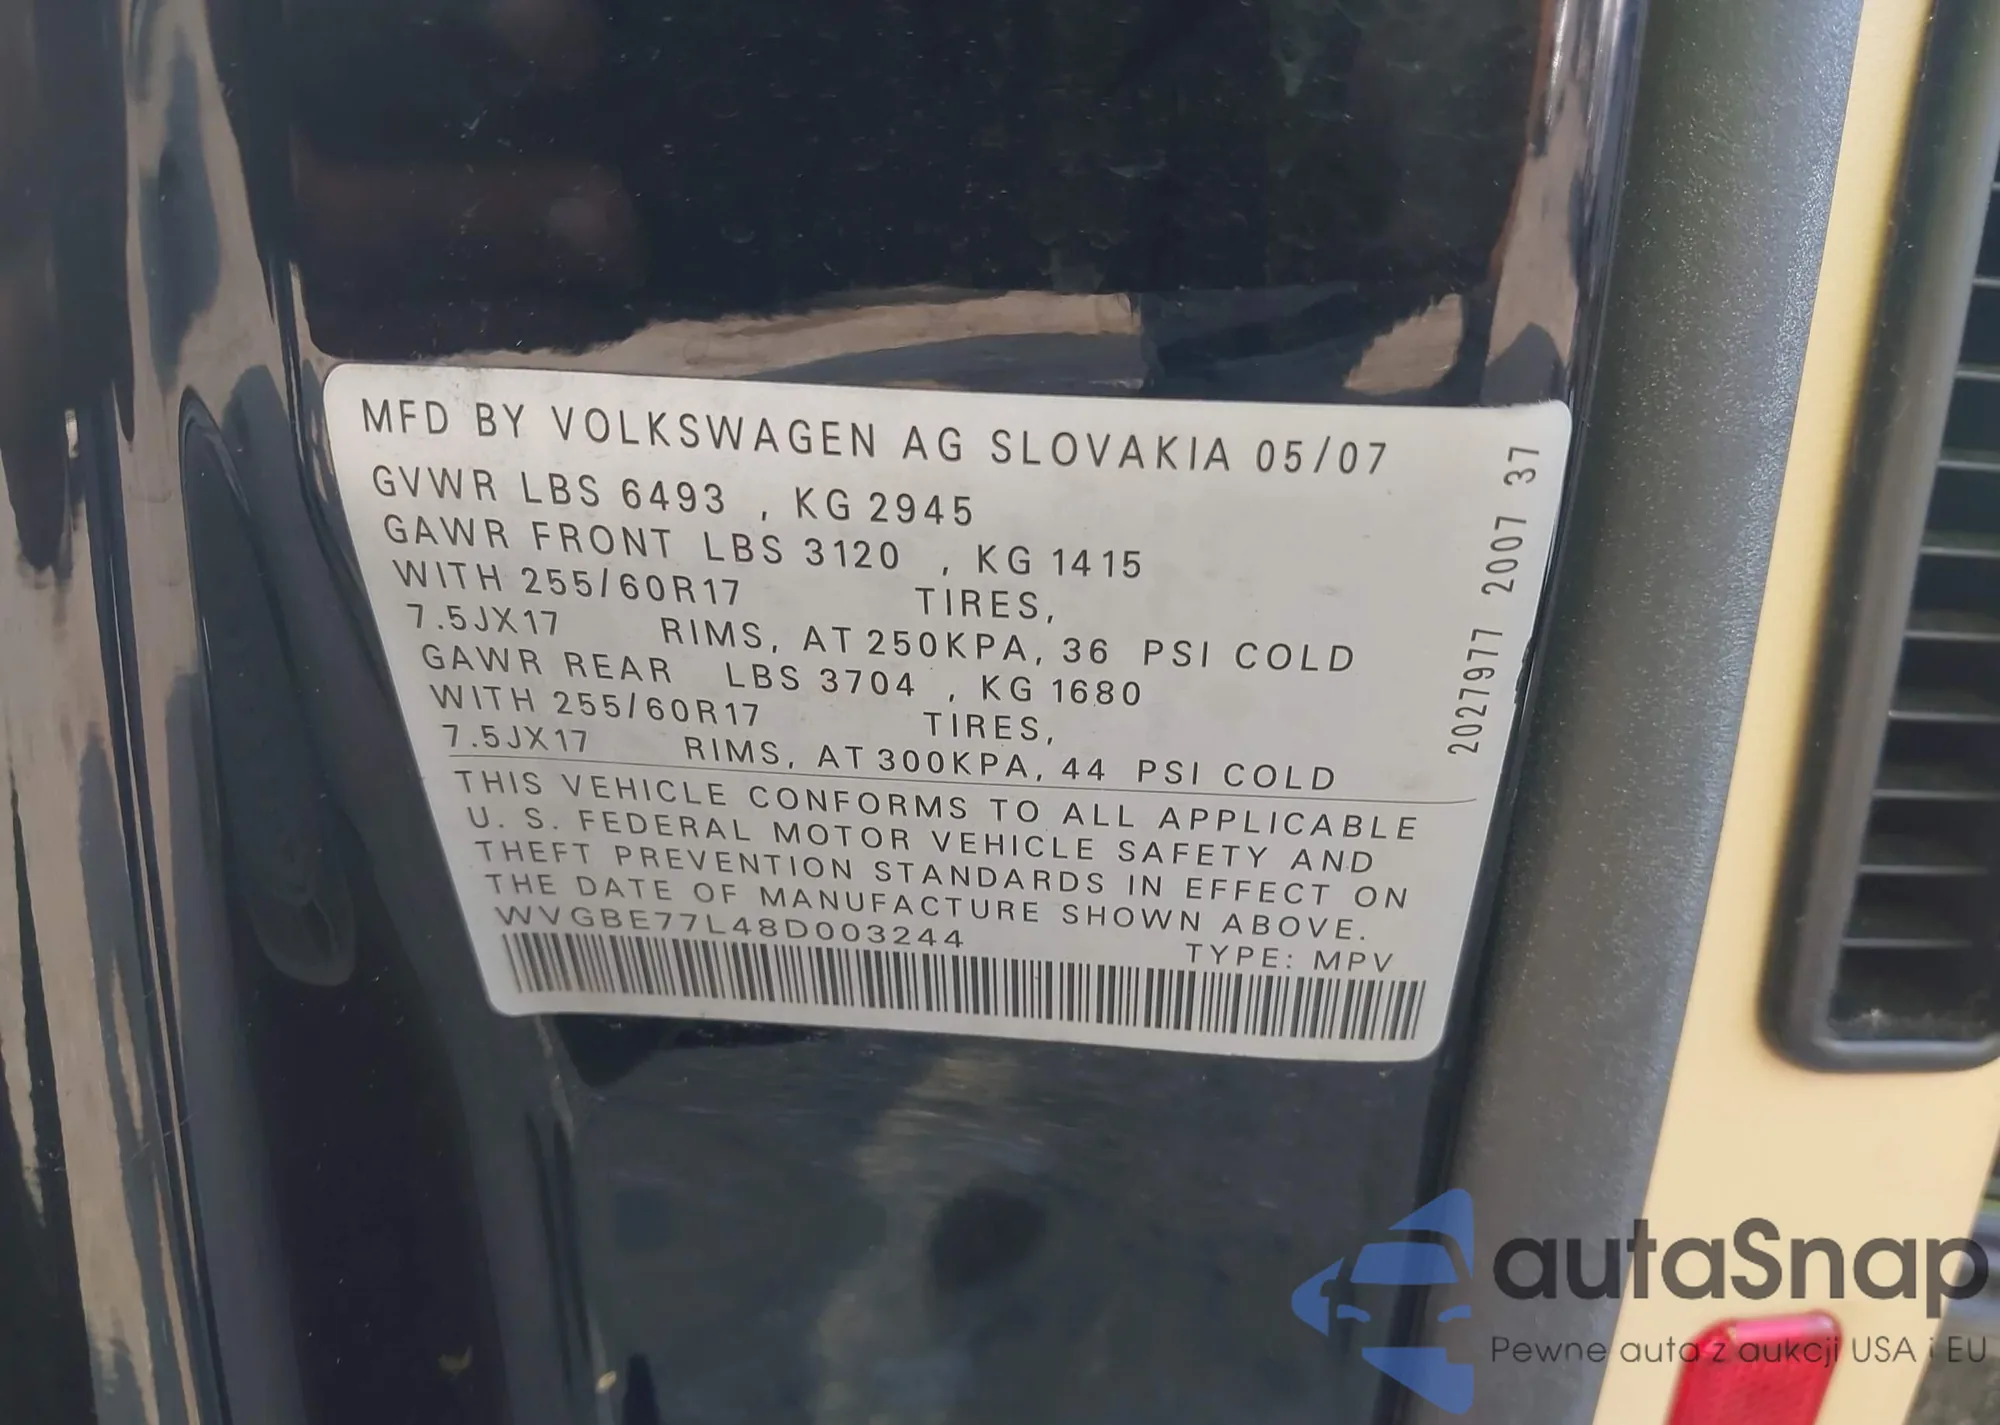 MFD BY VOLKSWAGEN AG SLOVAKIA 05/07
GVWR LBS 6493 , KG 2945
GAWR FRONT LBS 3120 , KG 1415
WITH 255/60R17 TIRES,
7.5JX17 RIMS, AT 250KPA, 36 PSI COLD
GAWR REAR LBS 3704 , KG 1680
WITH 255/60R17 TIRES,
7.5JX17 RIMS, AT 300KPA, 44 PSI COLD
THIS VEHICLE CONFORMS TO ALL APPLICABLE
U. S. FEDERAL MOTOR VEHICLE SAFETY AND
THEFT PREVENTION STANDARDS IN EFFECT ON
THE DATE OF MANUFACTURE SHOWN ABOVE.
WVGBE77L48D003244 TYPE: MPV
2027977 2007 37
autaSnap
Pewne auta z aukcji USA i EU